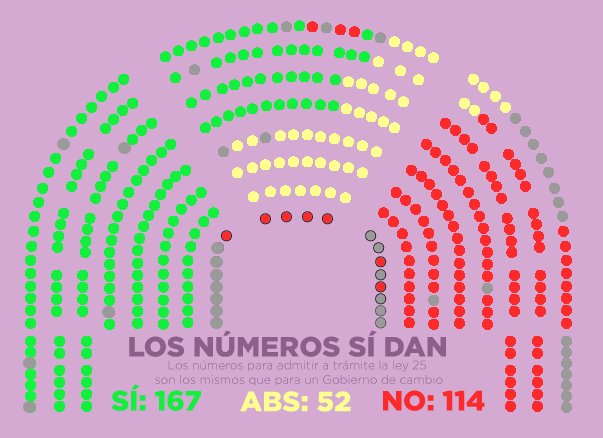 LOS NÚMEROS SÍ DAN
Los números para admitir a trámite la ley 25
son los mismos que para un Gobierno de cambio
SÍ: 167 ABS: 52 NO: 114